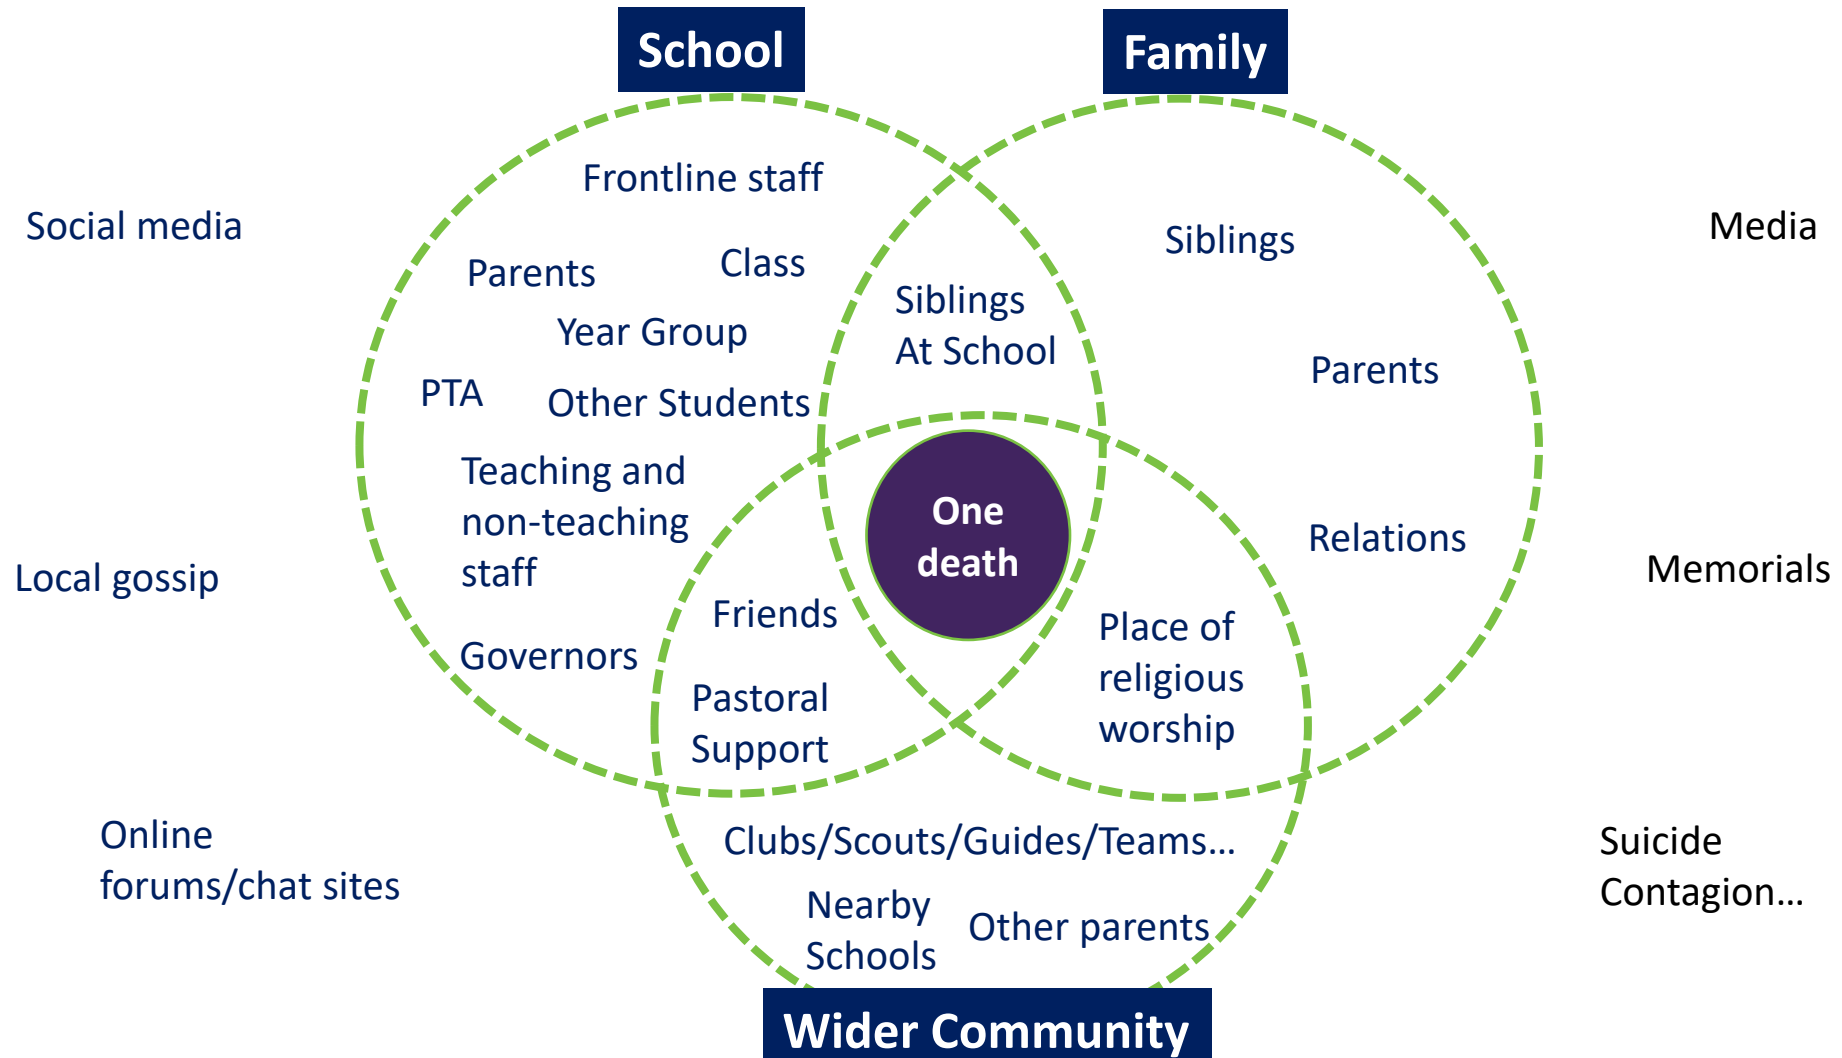 School
Family
Frontline staff
Social media
Siblings
Media
Parents
Class
Siblings
At School
Year Group
Parents
PTA
Other Students
Teaching and
non-teaching
staff
One
death
Relations
Local gossip
Memorials
Friends
Governors
Pastoral
Support
Place of
religious
worship
Online
forums/chat sites
Clubs/Scouts/Guides/Teams…
Suicide
Contagion…
Nearby
Schools
Other parents
Wider Community